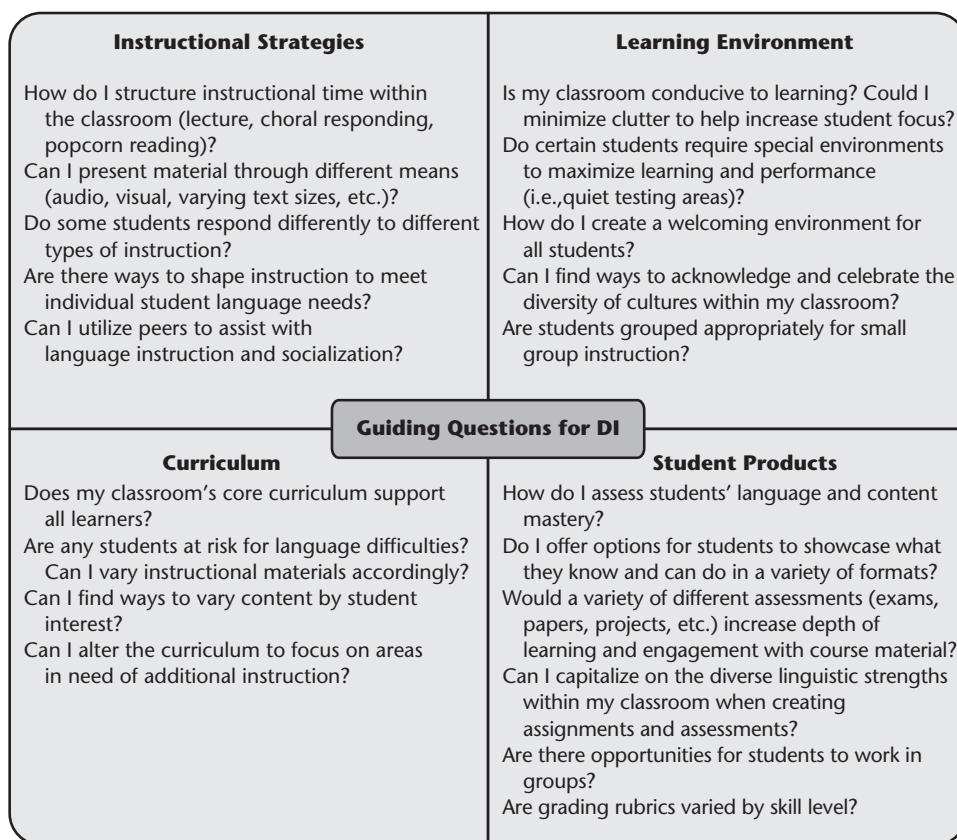 Instructional Strategies
How do I structure instructional time within
the classroom (lecture, choral responding,
popcorn reading)?
Can I present material through different means
(audio, visual, varying text sizes, etc.)?
Do some students respond differently to different
types of instruction?
Are there ways to shape instruction to meet
individual student language needs?
Can I utilize peers to assist with
language instruction and socialization?
Learning Environment
Is my classroom conducive to learning? Could I
minimize clutter to help increase student focus?
Do certain students require special environments
to maximize learning and performance
(i.e.,quiet testing areas)?
How do I create a welcoming environment for
all students?
Can I find ways to acknowledge and celebrate the
diversity of cultures within my classroom?
Are students grouped appropriately for small
group instruction?
Guiding Questions for DI
Curriculum
Does my classroom's core curriculum support
all learners?
Are any students at risk for language difficulties?
Can I vary instructional materials accordingly?
Can I find ways to vary content by student
interest?
Can I alter the curriculum to focus on areas
in need of additional instruction?
Student Products
How do I assess students' language and content
mastery?
Do I offer options for students to showcase what
they know and can do in a variety of formats?
Would a variety of different assessments (exams,
papers, projects, etc.) increase depth of
learning and engagement with course material?
Can I capitalize on the diverse linguistic strengths
within my classroom when creating
assignments and assessments?
Are there opportunities for students to work in
groups?
Are grading rubrics varied by skill level?